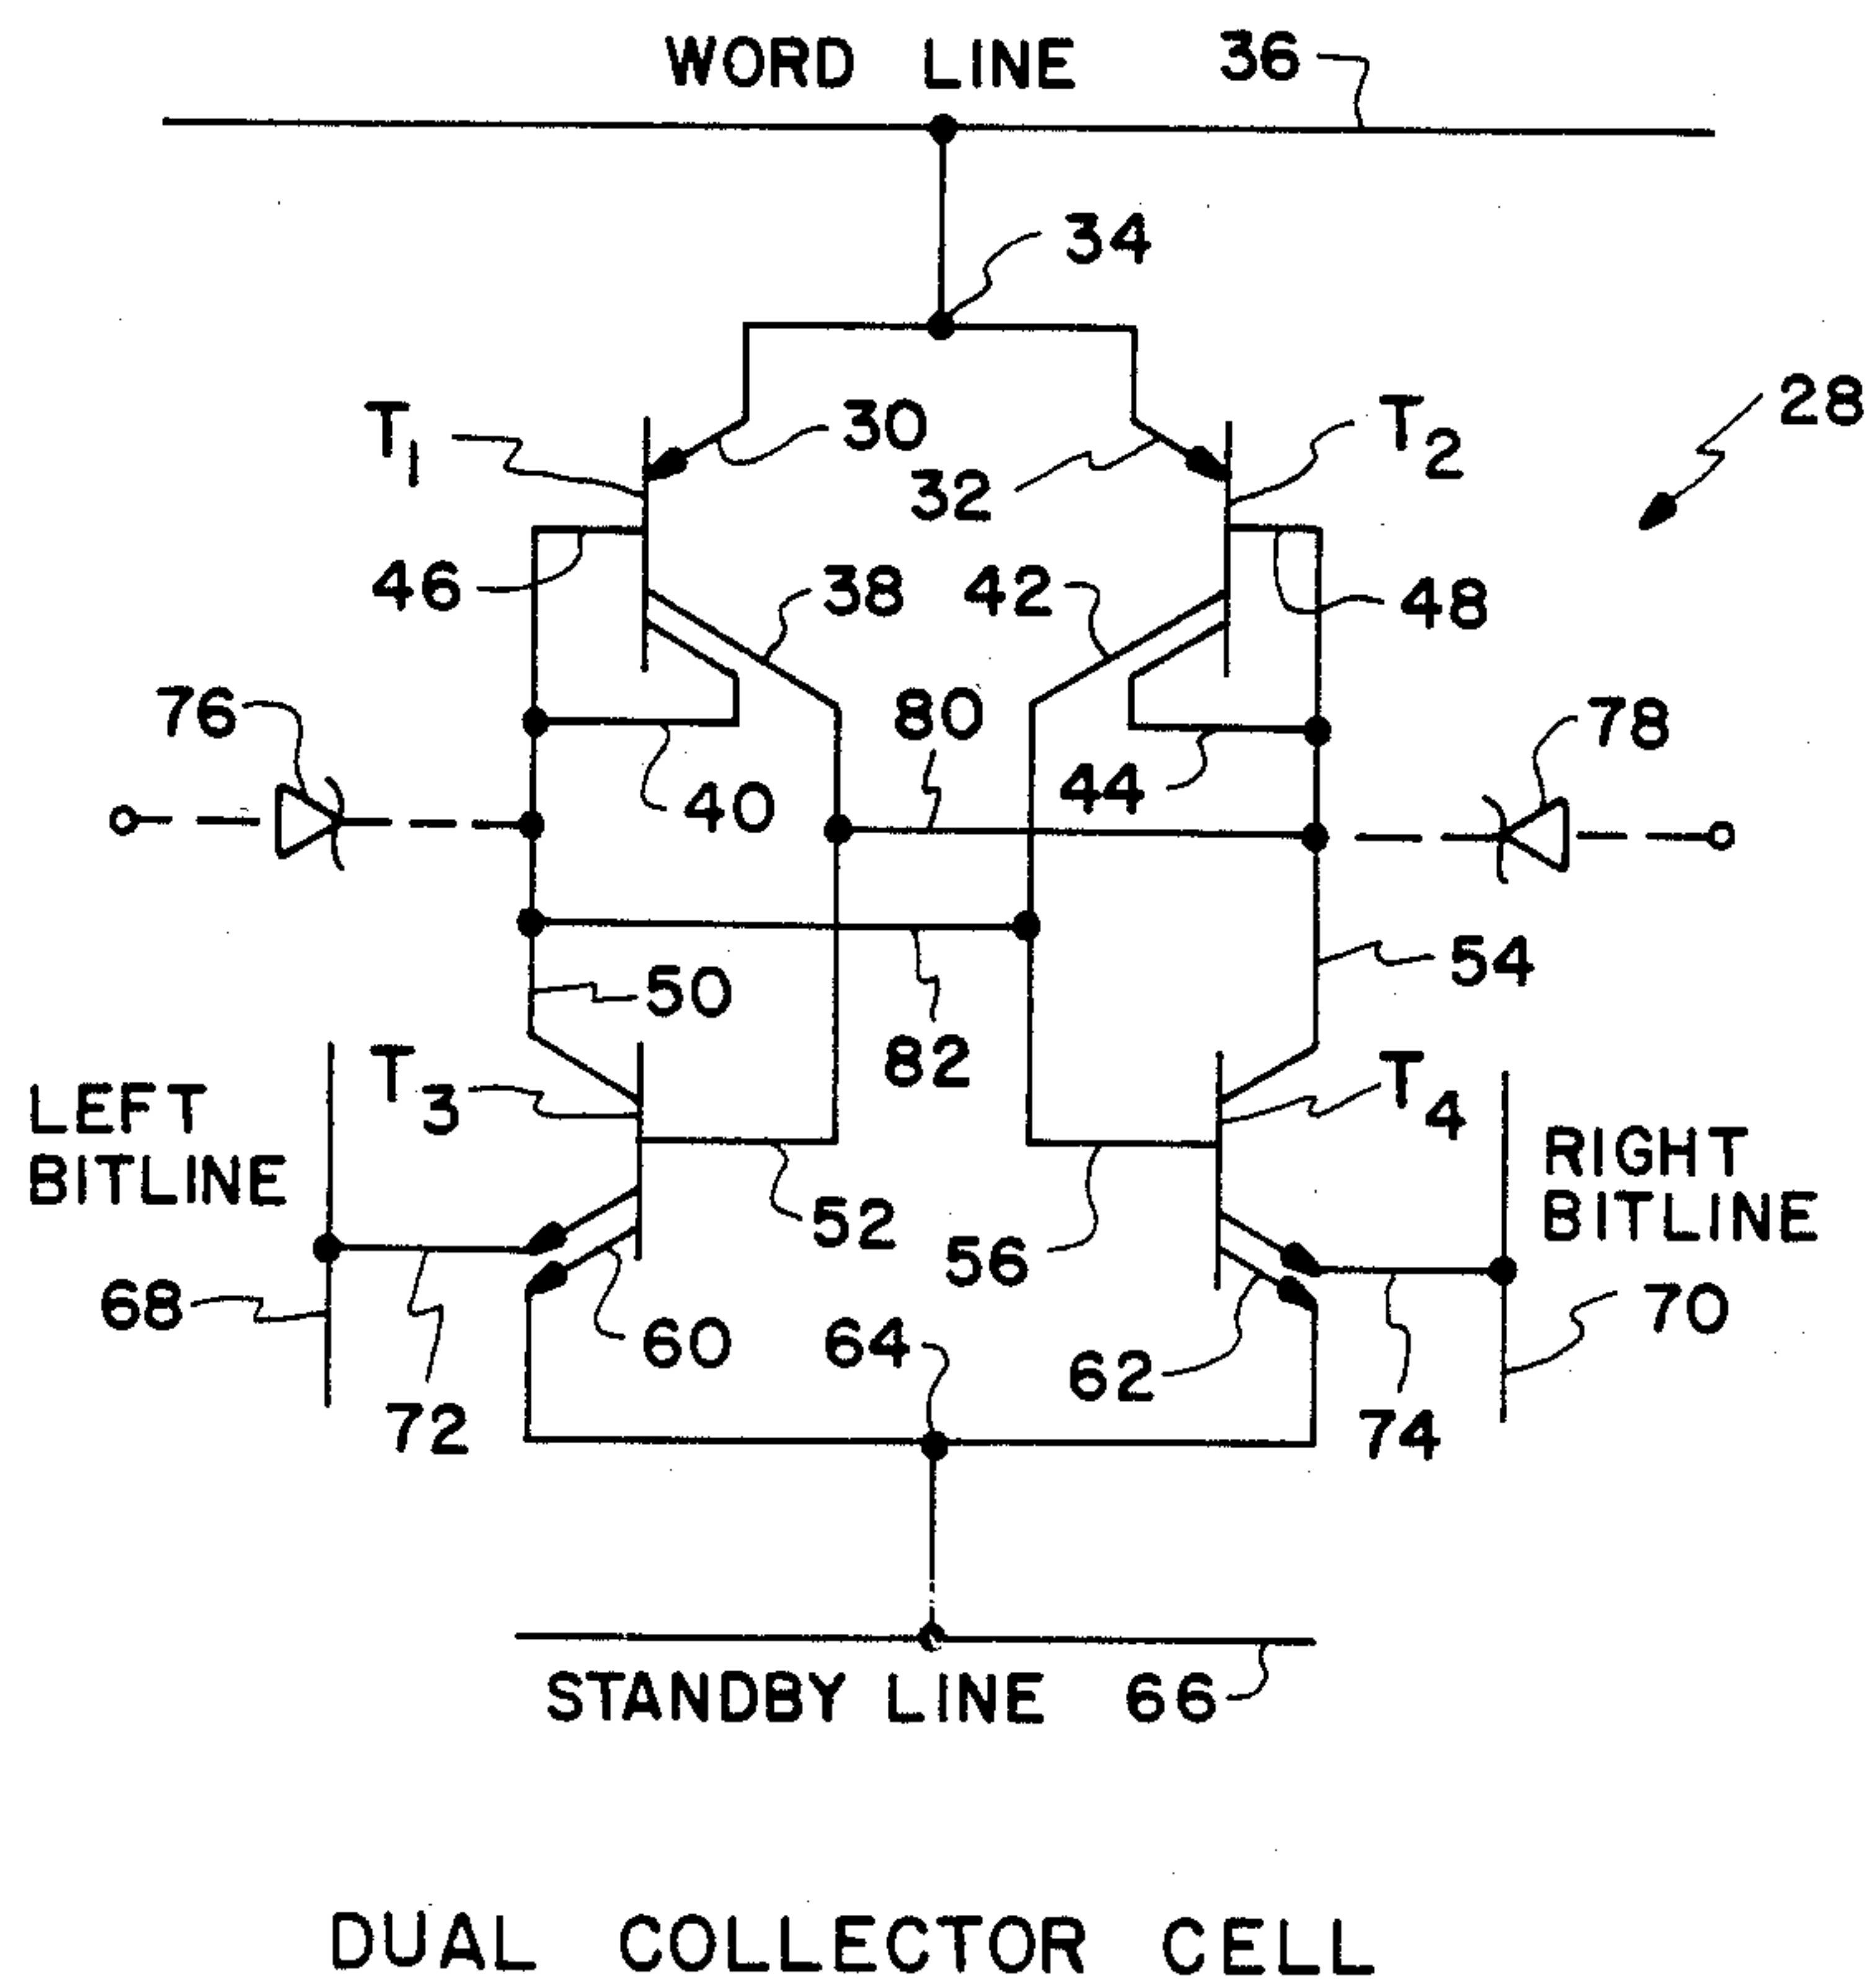 WORD LINE 36
34
T1 30 T2 28
32
46 38 42 48
76 80 78
40 44
50 54
82
LEFT
BITLINE
T3 T4
RIGHT
BITLINE
52
56
68 60 64 70
62
72 74
STANDBY LINE 66
DUAL COLLECTOR CELL